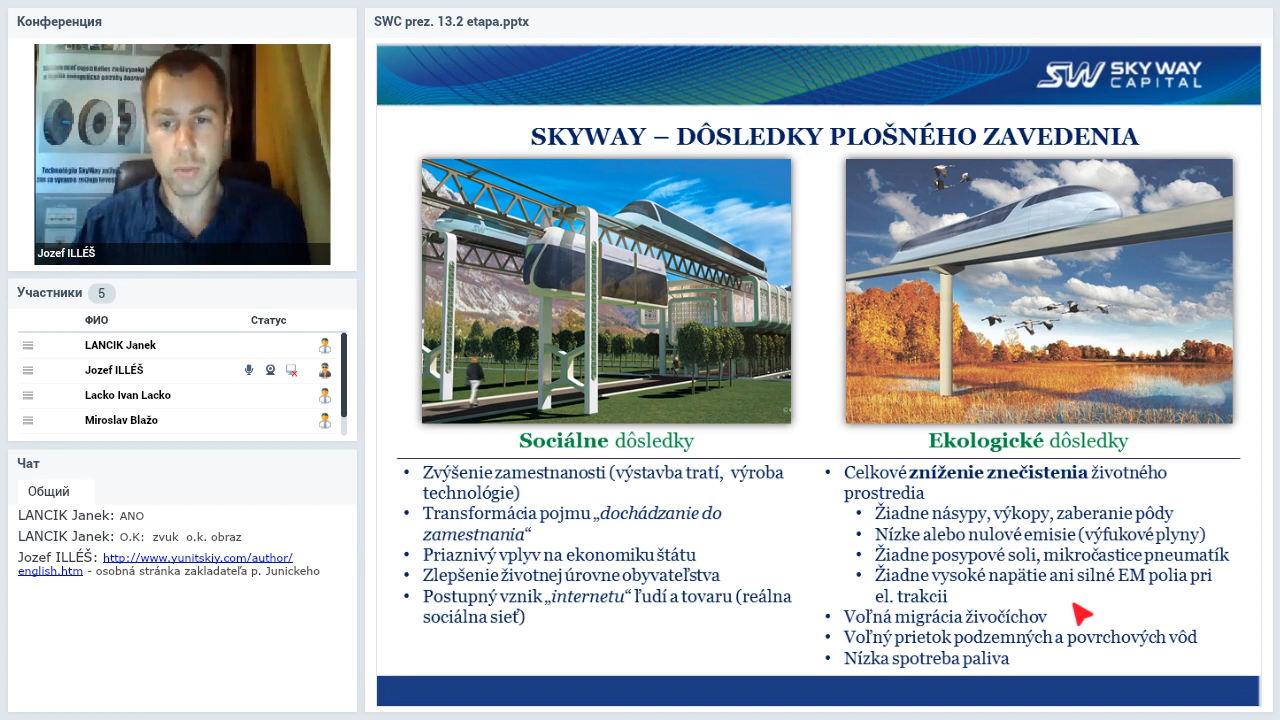 Конференция
Technológia SkyWay
Jozef ILLÉŠ
Участники 5
ФИО Статус
LANCIK Janek
Jozef ILLÉŠ
Lacko Ivan Lacko
Miroslav Blažo
Чат
Общий
LANCIK Janek: ANO
LANCIK Janek: O.K: zvuk o.k. obraz
Jozef ILLÉŠ: http://www.yunitskiy.com/author/
english.htm - osobná stránka zakladateľa p. Junickeho
SWC prez. 13.2 etapa.pptx
SW SKY WAY
CAPITAL
SKYWAY – DÔSLEDKY PLOŠNÉHO ZAVEDENIA
Sociálne dôsledky
• Zvýšenie zamestnanosti (výstavba tratí, výroba
technológie)
• Transformácia pojmu „dochádzanie do
zamestnania“
• Priaznivý vplyv na ekonomiku štátu
• Zlepšenie životnej úrovne obyvateľstva
• Postupný vznik „internetu“ ľudí a tovaru (reálna
sociálna sieť)
Ekologické dôsledky
• Celkové zníženie znečistenia životného
prostredia
• Žiadne násypy, výkopy, zaberanie pôdy
• Nízke alebo nulové emisie (výfukové plyny)
• Žiadne posypové soli, mikročastice pneumatík
• Žiadne vysoké napätie ani silné EM polia pri
el. trakcii
• Voľná migrácia živočíchov
• Voľný prietok podzemných a povrchových vôd
• Nízka spotreba paliva